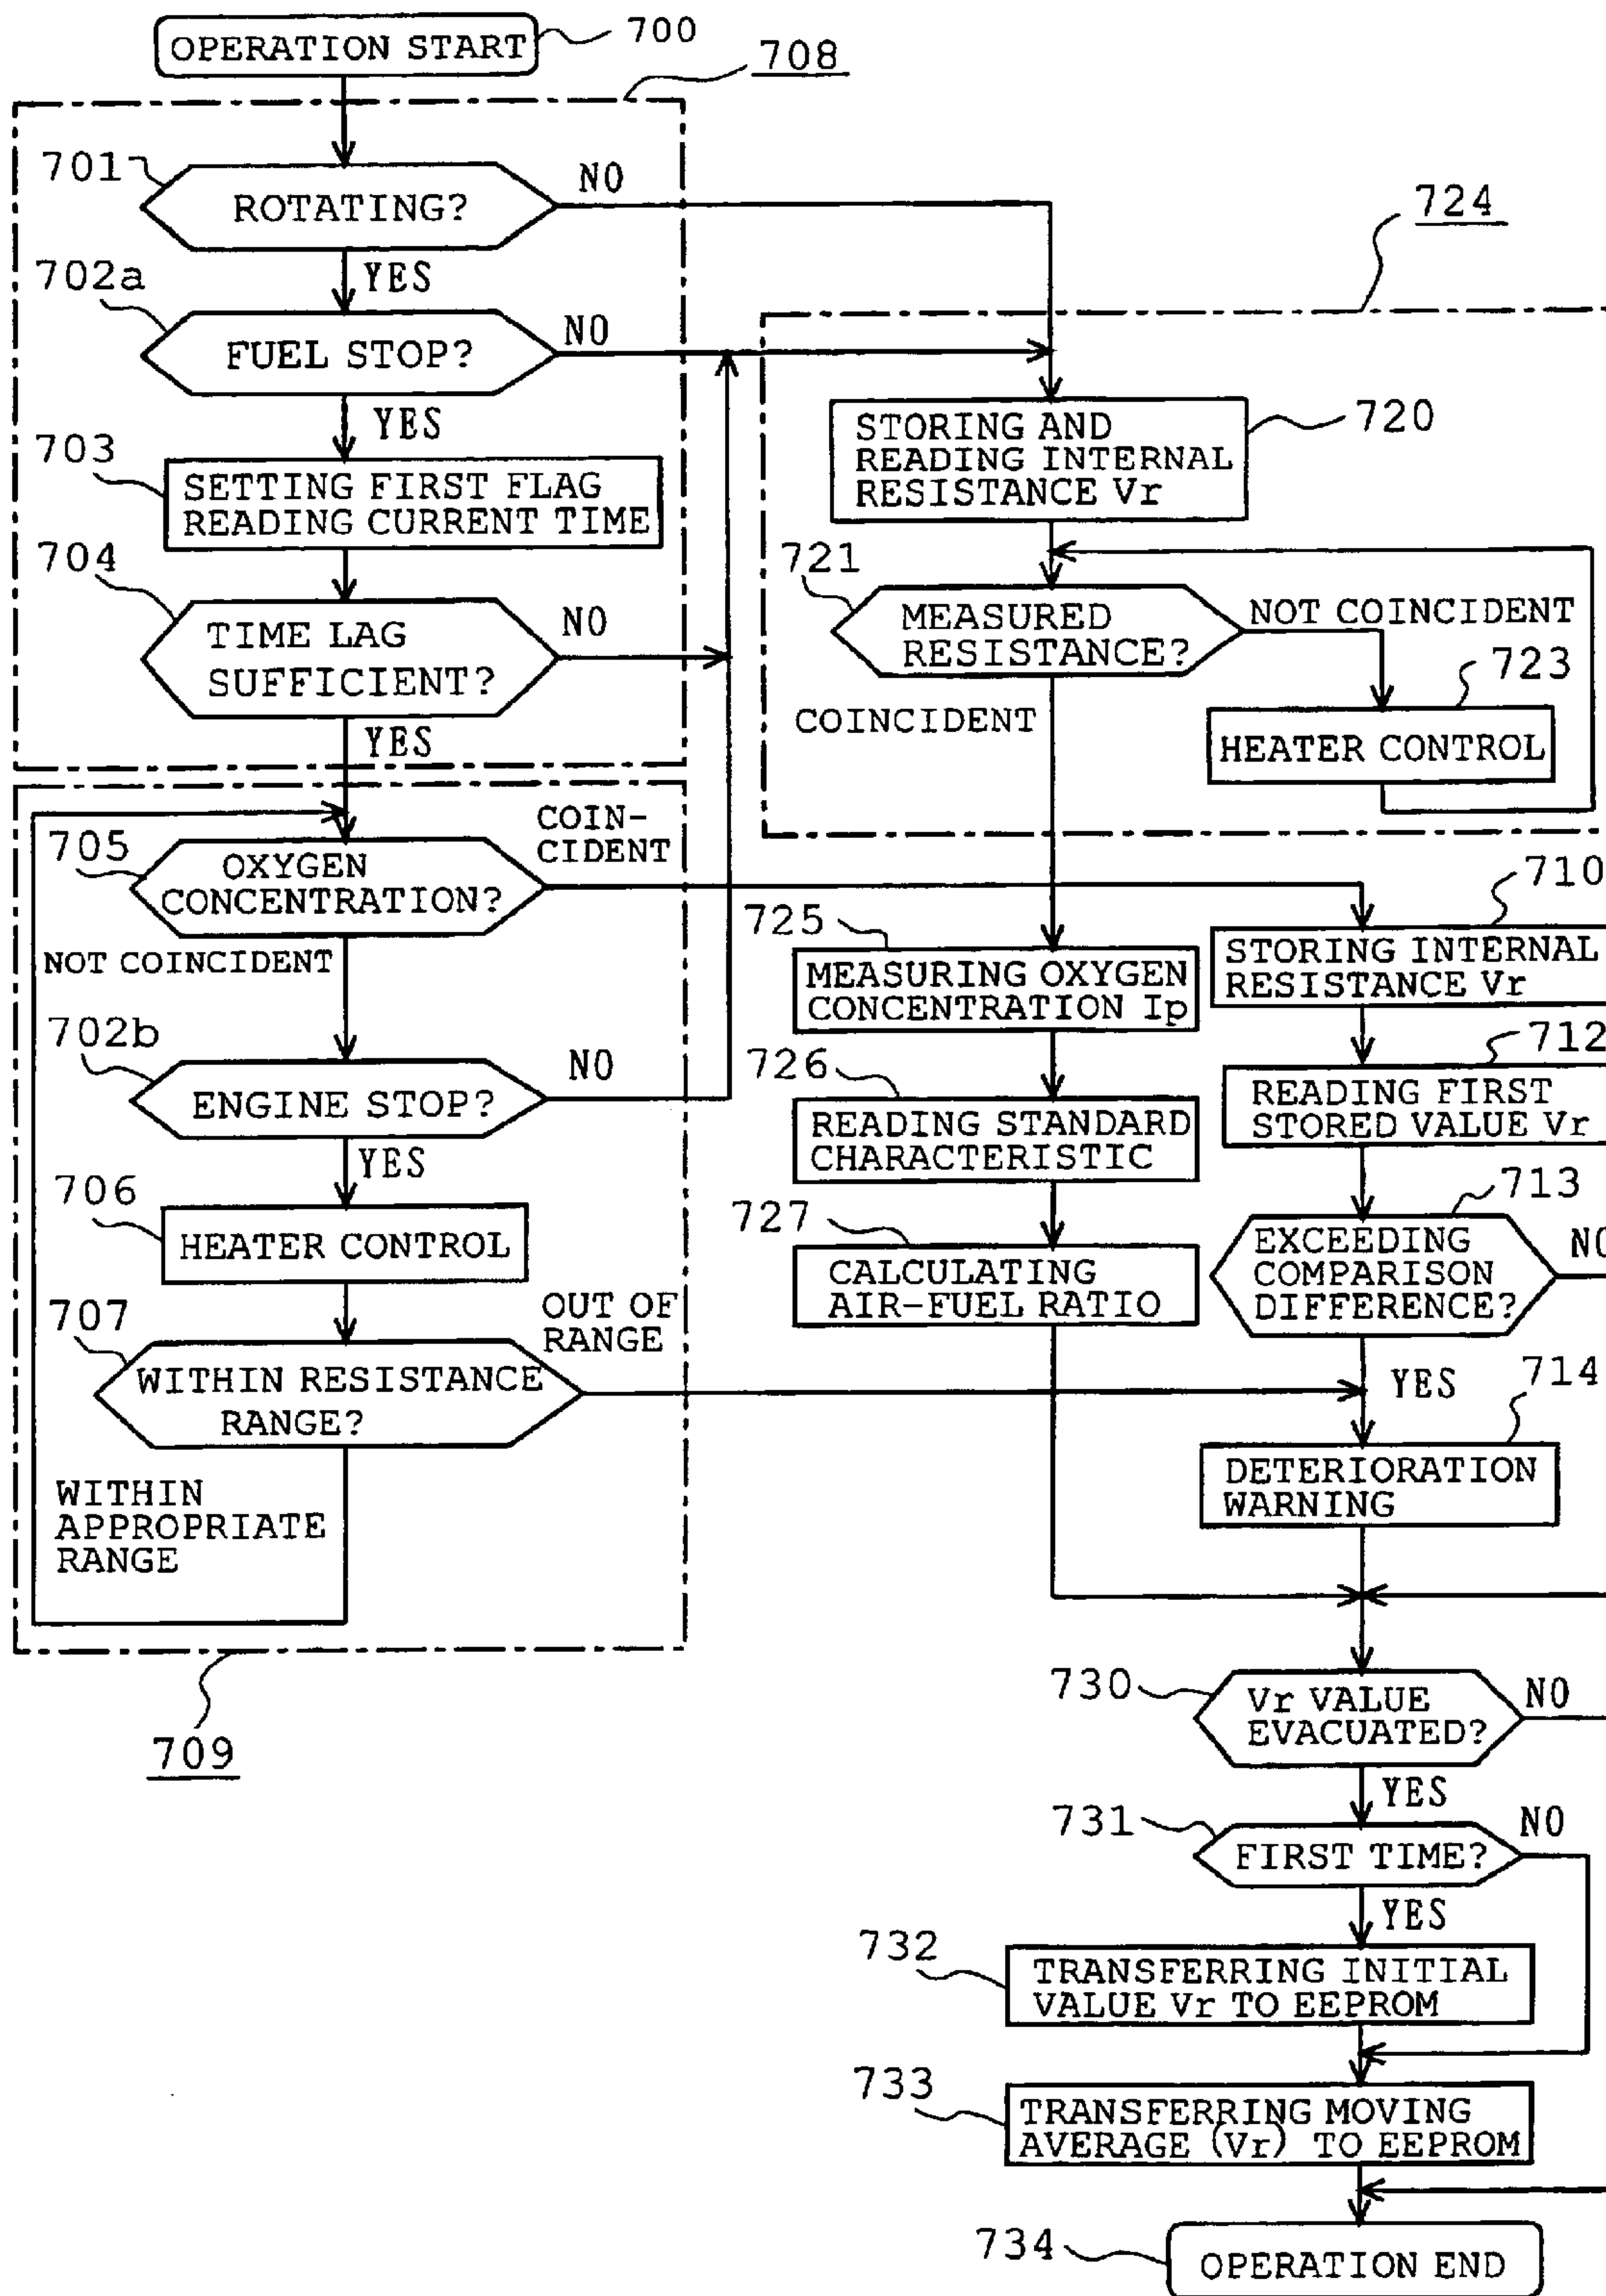 OPERATION START
700
708
701
ROTATING?
NO
YES
702a
FUEL STOP?
NO
YES
703
SETTING FIRST FLAG
READING CURRENT TIME
704
TIME LAG
SUFFICIENT?
NO
YES
705
OXYGEN
CONCENTRATION?
COIN-
CIDENT
NOT COINCIDENT
702b
ENGINE STOP?
NO
YES
706
HEATER CONTROL
707
WITHIN RESISTANCE
RANGE?
OUT OF
RANGE
WITHIN
APPROPRIATE
RANGE
709
724
720
STORING AND
READING INTERNAL
RESISTANCE Vr
721
MEASURED
RESISTANCE?
NOT COINCIDENT
723
HEATER CONTROL
COINCIDENT
725
MEASURING OXYGEN
CONCENTRATION Ip
726
READING STANDARD
CHARACTERISTIC
727
CALCULATING
AIR-FUEL RATIO
710
STORING INTERNAL
RESISTANCE Vr
712
READING FIRST
STORED VALUE Vr
713
EXCEEDING
COMPARISON
DIFFERENCE?
NO
YES
714
DETERIORATION
WARNING
730
Vr VALUE
EVACUATED?
NO
YES
731
FIRST TIME?
NO
YES
732
TRANSFERRING INITIAL
VALUE Vr TO EEPROM
733
TRANSFERRING MOVING
AVERAGE (Vr) TO EEPROM
734
OPERATION END